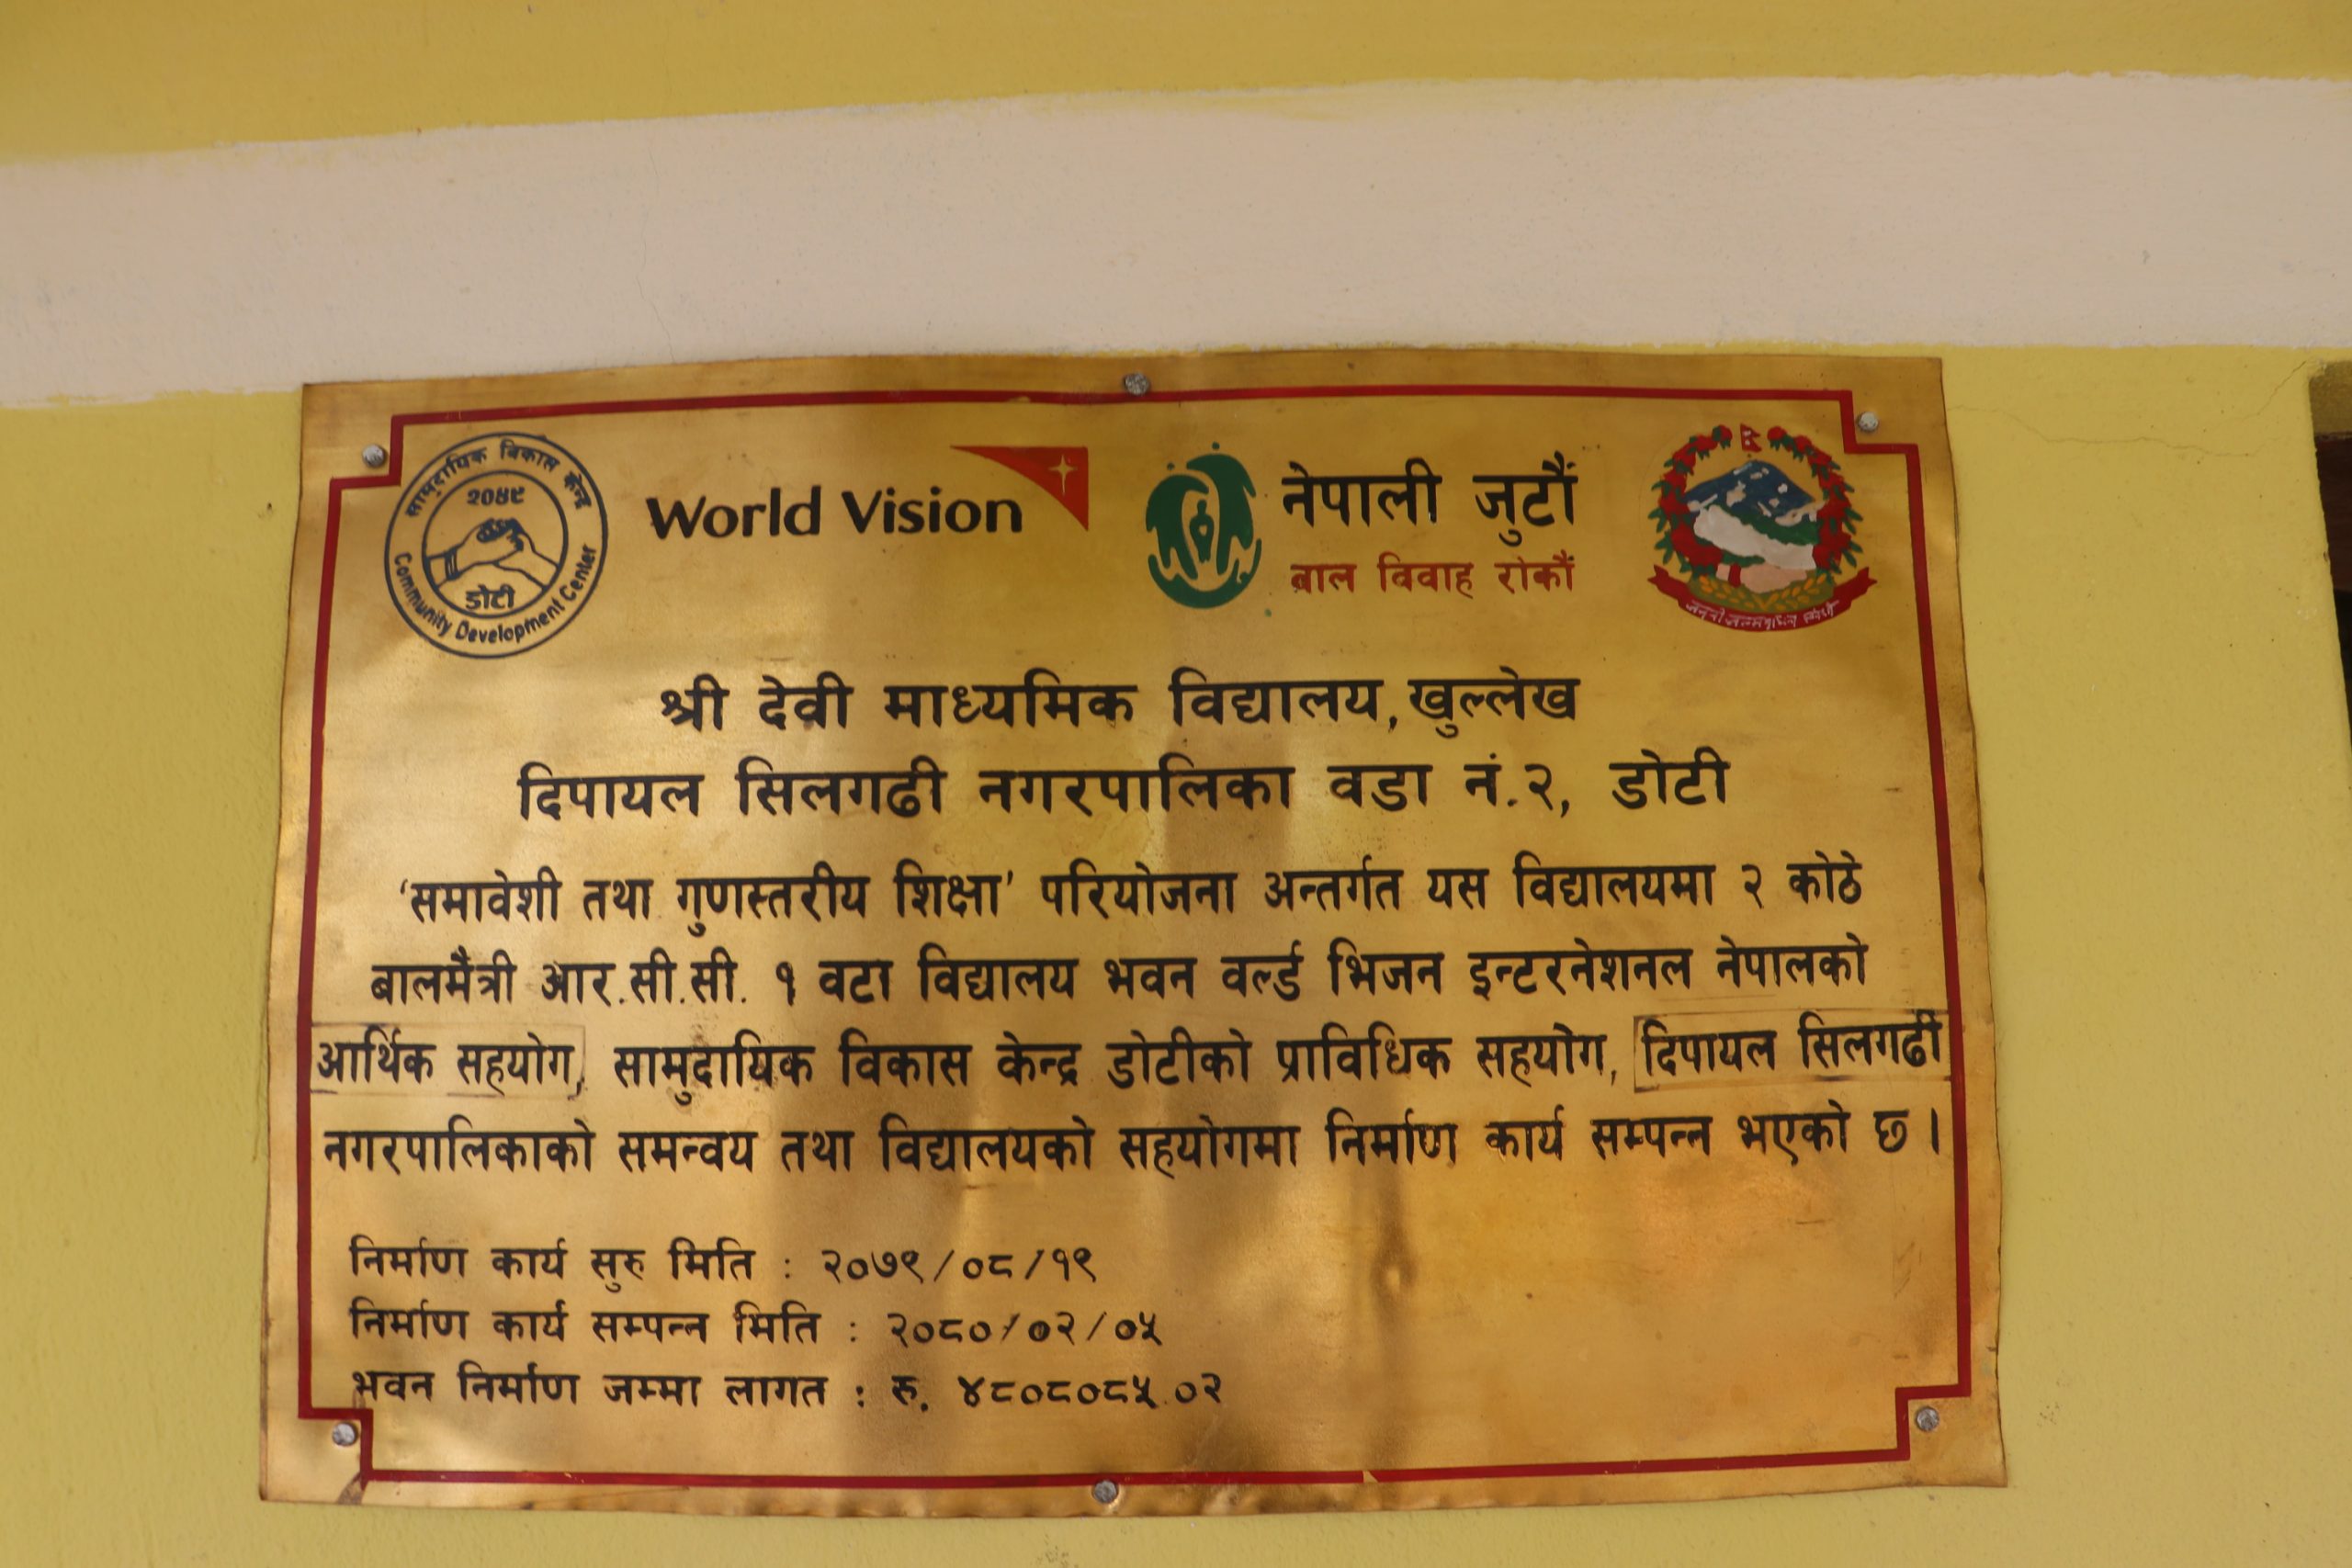 सामुदायिक विकास केन्द्र
२०४९
डोटी
Community Development Center
World Vision
नेपाली जुटौं
बाल विवाह रोकौं
श्री देवी माध्यमिक विद्यालय, खुल्लेख
दिपायल सिलगढी नगरपालिका वडा नं.२, डोटी
‘समावेशी तथा गुणस्तरीय शिक्षा’ परियोजना अन्तर्गत यस विद्यालयमा २ कोठे
बालमैत्री आर.सी.सी. १ वटा विद्यालय भवन वर्ल्ड भिजन इन्टरनेशनल नेपालको
आर्थिक सहयोग, सामुदायिक विकास केन्द्र डोटीको प्राविधिक सहयोग, दिपायल सिलगढी
नगरपालिकाको समन्वय तथा विद्यालयको सहयोगमा निर्माण कार्य सम्पन्न भएको छ ।
निर्माण कार्य सुरु मिति : २०७९/०८/१९
निर्माण कार्य सम्पन्न मिति : २०८०/०२/०५
भवन निर्माण जम्मा लागत : रु. ४८०८०८५.०२